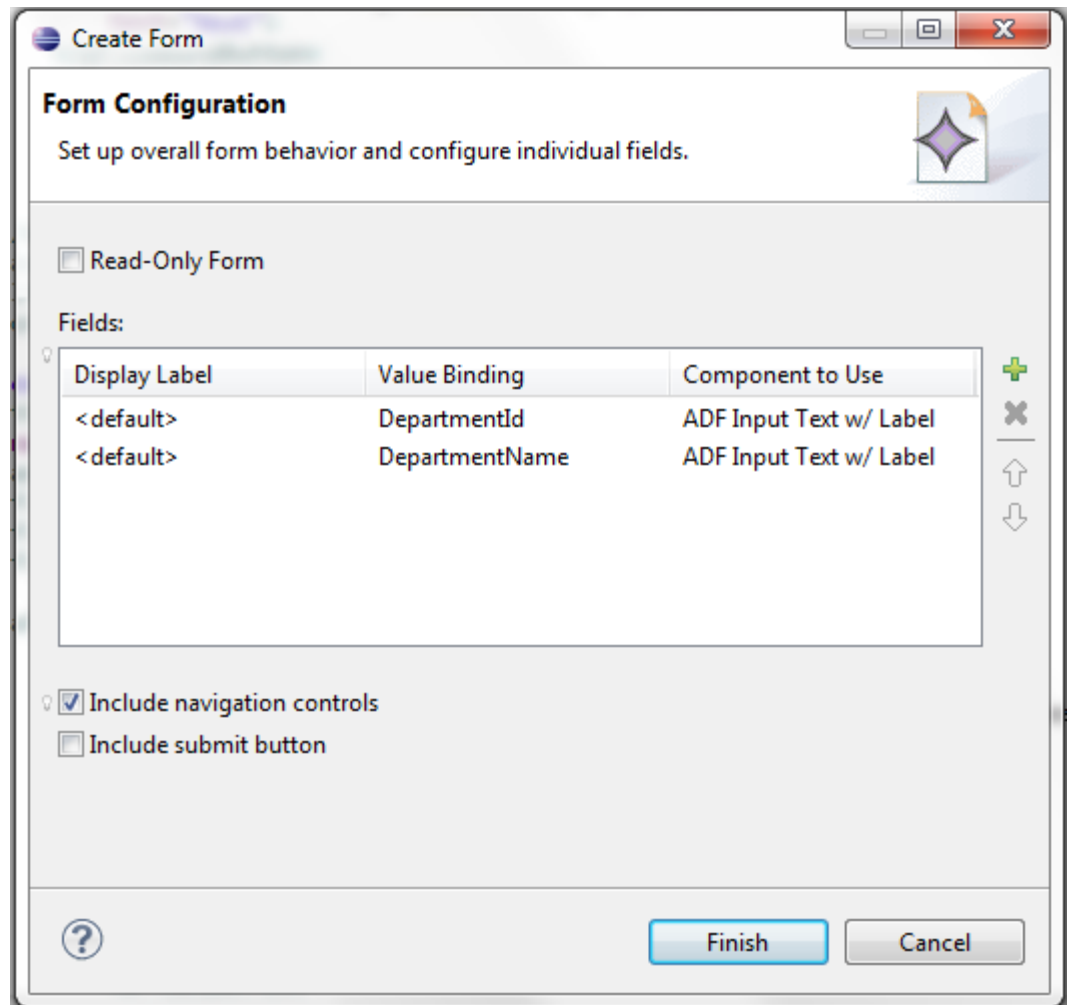 Create Form
Form Configuration
Set up overall form behavior and configure individual fields.
Read-Only Form
Fields:
Display Label Value Binding Component to Use
<default> DepartmentId ADF Input Text w/ Label
<default> DepartmentName ADF Input Text w/ Label
Include navigation controls
Include submit button
Finish Cancel